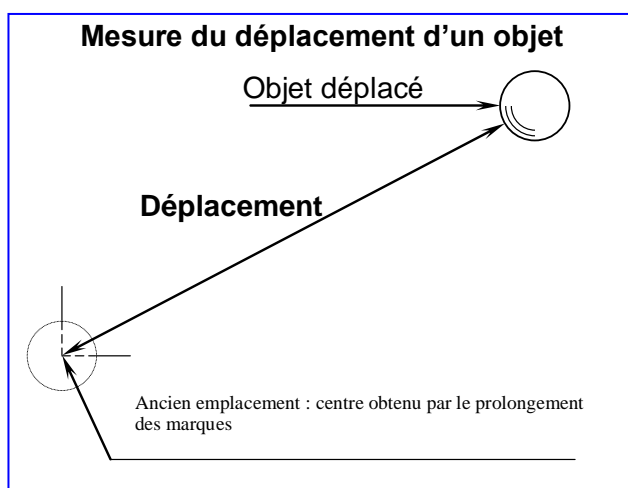 Mesure du déplacement d’un objet
Objet déplacé
Déplacement
Ancien emplacement : centre obtenu par le prolongement
des marques